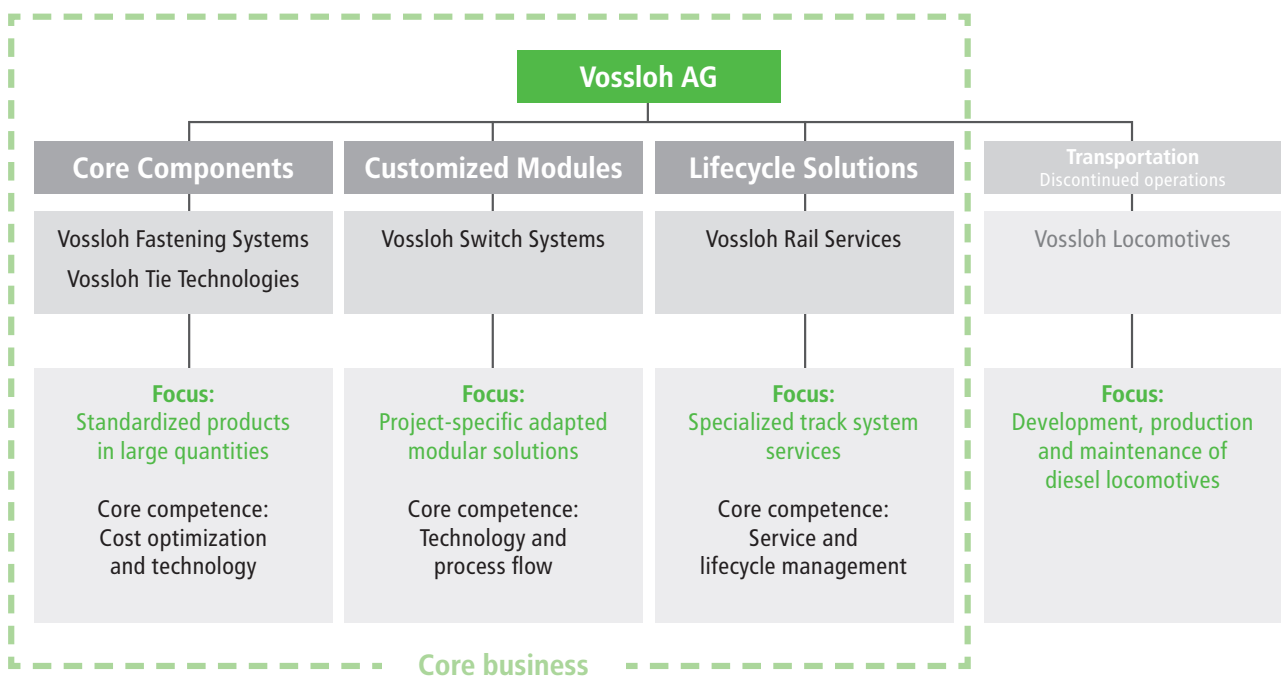 Vossloh AG
Core Components
Vossloh Fastening Systems
Vossloh Tie Technologies
Focus:
Standardized products
in large quantities
Core competence:
Cost optimization
and technology
Customized Modules
Vossloh Switch Systems
Focus:
Project-specific adapted
modular solutions
Core competence:
Technology and
process flow
Lifecycle Solutions
Vossloh Rail Services
Focus:
Specialized track system
services
Core competence:
Service and
lifecycle management
Transportation
Discontinued operations
Vossloh Locomotives
Focus:
Development, production
and maintenance of
diesel locomotives
Core business